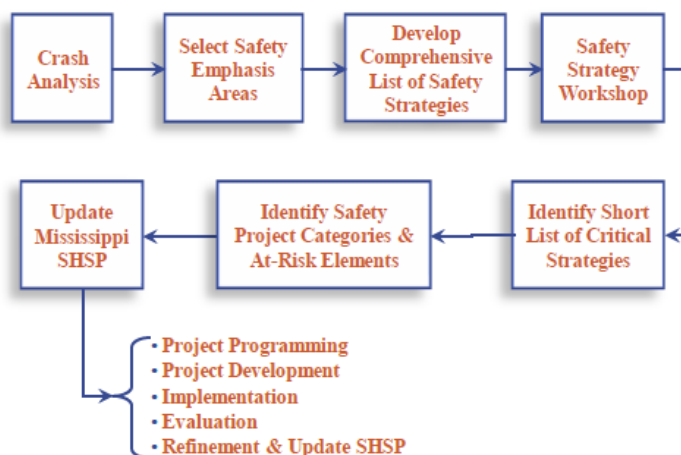 Crash
Analysis
Select Safety
Emphasis
Areas
Develop
Comprehensive
List of Safety
Strategies
Safety
Strategy
Workshop
Identify Short
List of Critical
Strategies
Identify Safety
Project Categories &
At-Risk Elements
Update
Mississippi
SHSP
• Project Programming
• Project Development
• Implementation
• Evaluation
• Refinement & Update SHSP